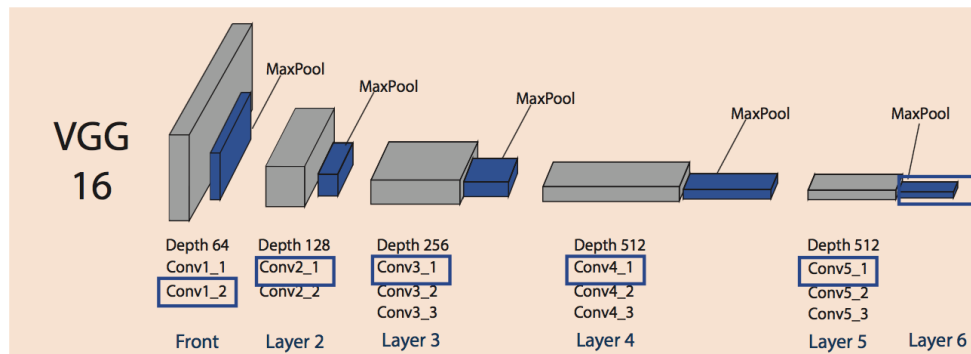 VGG
16
MaxPool
MaxPool
MaxPool
MaxPool
MaxPool
Depth 64
Conv1_1
Conv1_2
Front
Depth 128
Conv2_1
Conv2_2
Layer 2
Depth 256
Conv3_1
Conv3_2
Conv3_3
Layer 3
Depth 512
Conv4_1
Conv4_2
Conv4_3
Layer 4
Depth 512
Conv5_1
Conv5_2
Conv5_3
Layer 5
Layer 6